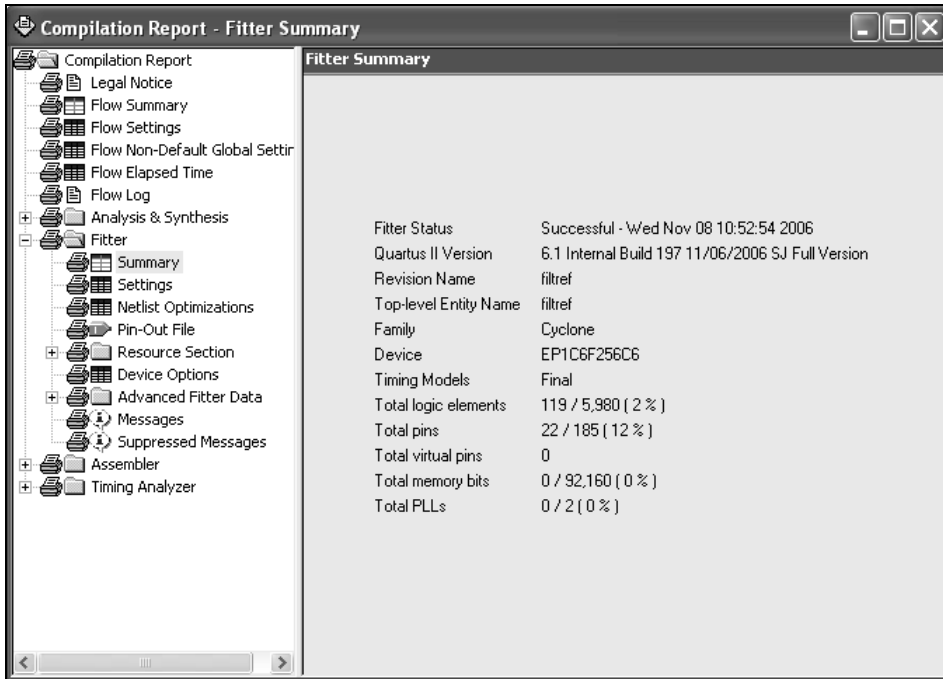 Compilation Report - Fitter Summary
Compilation Report
Legal Notice
Flow Summary
Flow Settings
Flow Non-Default Global Settir
Flow Elapsed Time
Flow Log
Analysis & Synthesis
Fitter
Summary
Settings
Netlist Optimizations
Pin-Out File
Resource Section
Device Options
Advanced Fitter Data
Messages
Suppressed Messages
Assembler
Timing Analyzer
Fitter Summary
Fitter Status Successful - Wed Nov 08 10:52:54 2006
Quartus II Version 6.1 Internal Build 197 11/06/2006 SJ Full Version
Revision Name filtref
Top-level Entity Name filtref
Family Cyclone
Device EP1C6F256C6
Timing Models Final
Total logic elements 119 / 5,980 ( 2 % )
Total pins 22 / 185 ( 12 % )
Total virtual pins 0
Total memory bits 0 / 92,160 ( 0 % )
Total PLLs 0 / 2 ( 0 % )